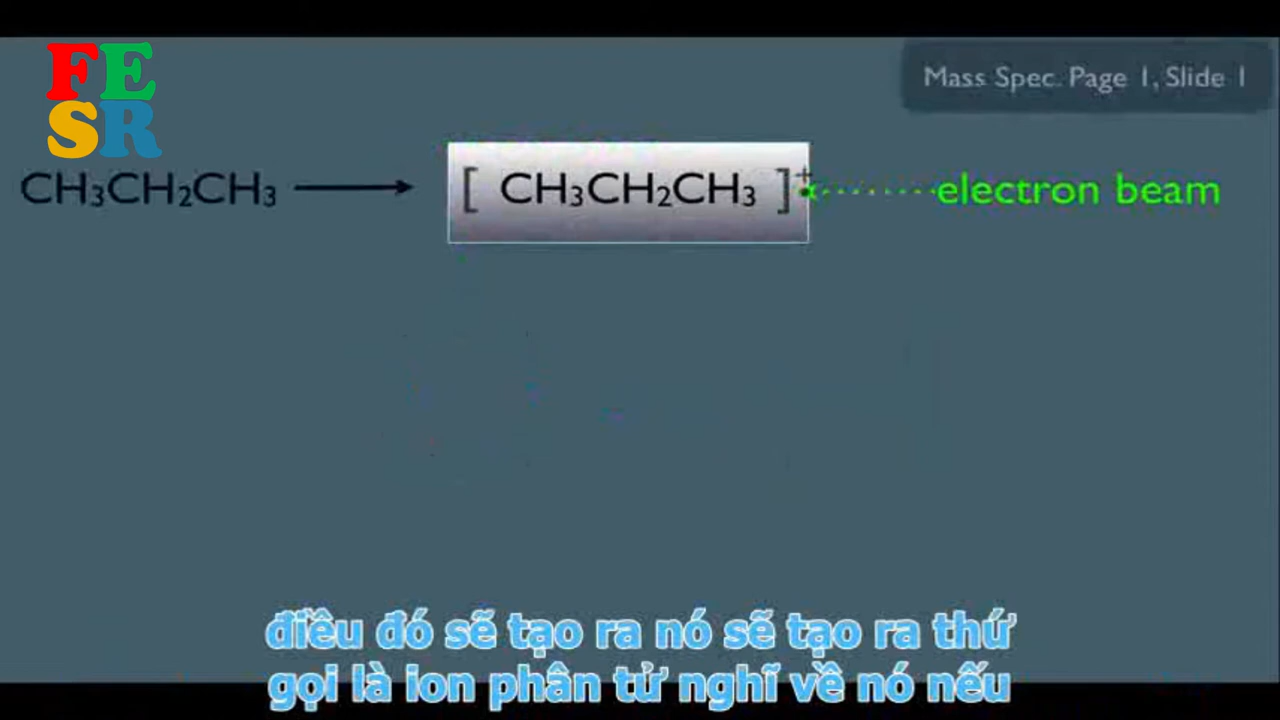 FE
SR
Mass Spec. Page 1, Slide 1
CH₃CH₂CH₃ → [ CH₃CH₂CH₃ ]⁺• electron beam
điều đó sẽ tạo ra nó sẽ tạo ra thứ
gọi là ion phân tử nghĩ về nó nếu